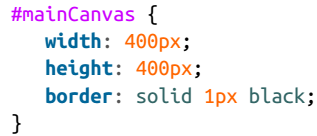 #mainCanvas {
   width: 400px;
   height: 400px;
   border: solid 1px black;
}